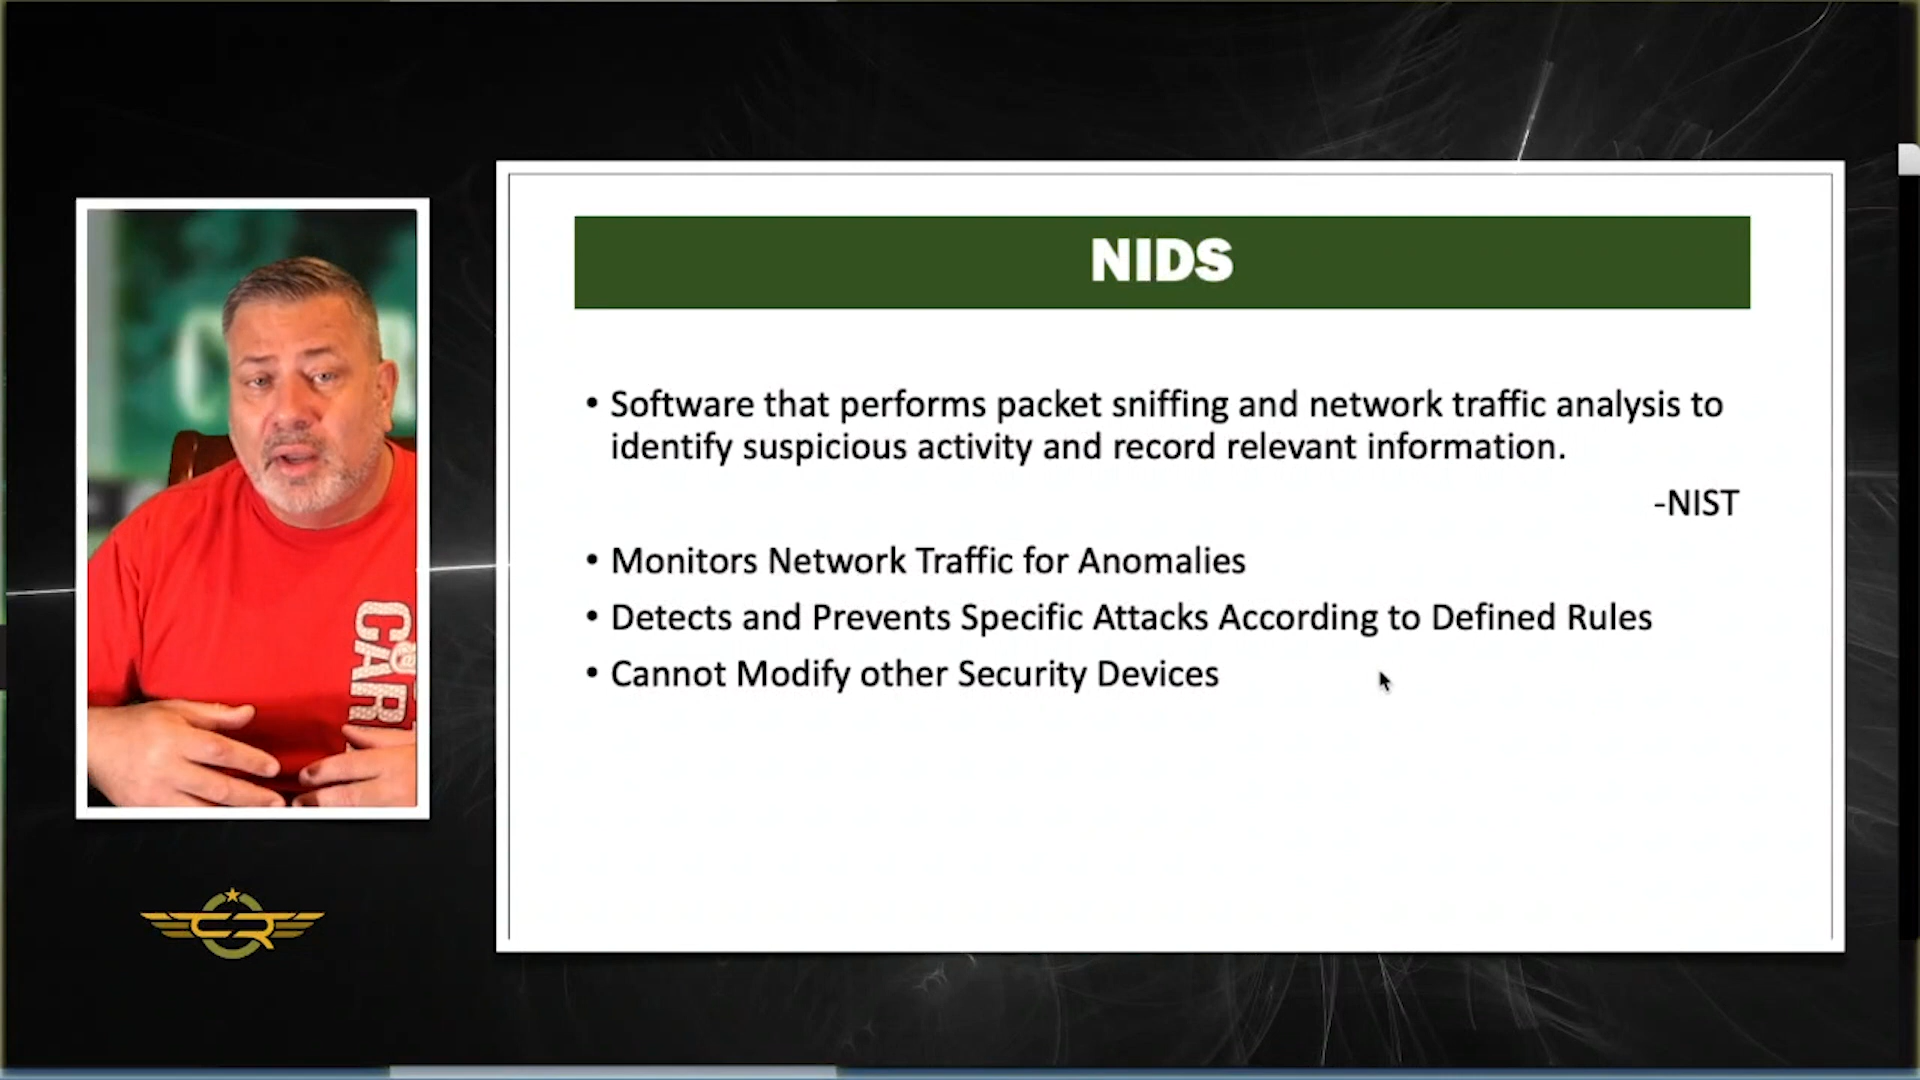 NIDS
• Software that performs packet sniffing and network traffic analysis to
identify suspicious activity and record relevant information.
-NIST
• Monitors Network Traffic for Anomalies
• Detects and Prevents Specific Attacks According to Defined Rules
• Cannot Modify other Security Devices
CR